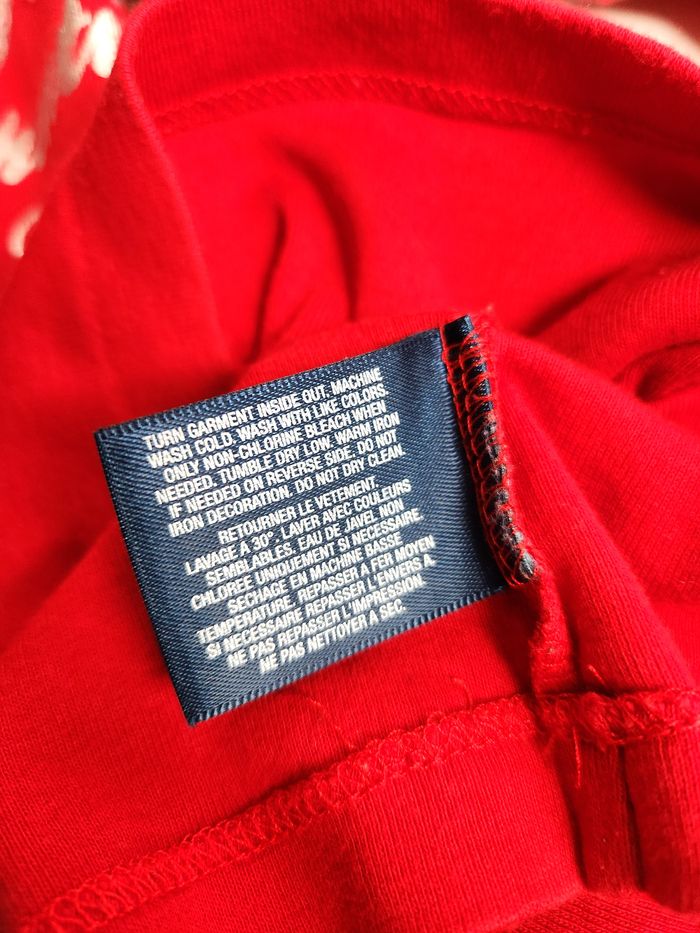 TURN GARMENT INSIDE OUT. MACHINE
WASH COLD. WASH WITH LIKE COLORS.
ONLY NON-CHLORINE BLEACH WHEN
NEEDED. TUMBLE DRY LOW. WARM IRON
IF NEEDED ON REVERSE SIDE. DO NOT
IRON DECORATION. DO NOT DRY CLEAN.
RETOURNER LE VETEMENT.
LAVAGE A 30°. LAVER AVEC COULEURS
SEMBLABLES. EAU DE JAVEL NON
CHLOREE UNIQUEMENT SI NECESSAIRE.
SECHAGE EN MACHINE BASSE
TEMPERATURE. REPASSER A FER MOYEN
SI NECESSAIRE REPASSER L'ENVERS A.
NE PAS REPASSER L'IMPRESSION.
NE PAS NETTOYER A SEC.